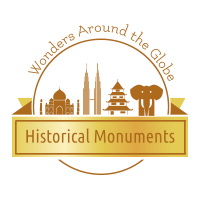 Wonders Around the Globe
Historical Monuments